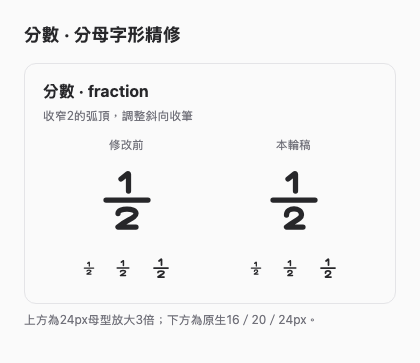 分數 · 分母字形精修
分數 · fraction
收窄2的弧頂，調整斜向收筆
修改前
本輪稿
1
2
1
2
1
2
1
2
1
2
1
2
1
2
1
2
上方為24px母型放大3倍；下方為原生16 / 20 / 24px。